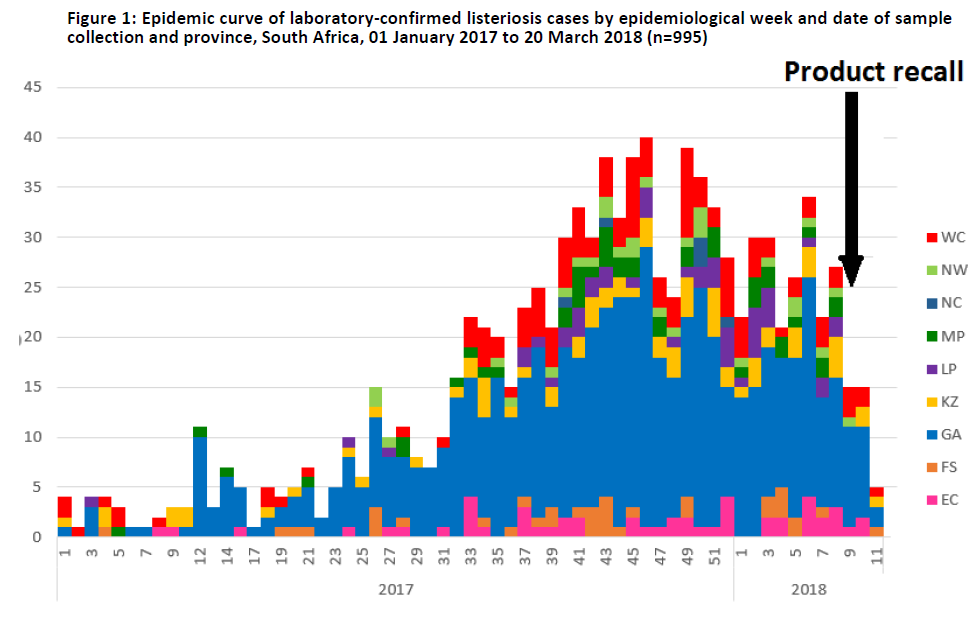 Figure 1: Epidemic curve of laboratory-confirmed listeriosis cases by epidemiological week and date of sample
collection and province, South Africa, 01 January 2017 to 20 March 2018 (n=995)
Product recall
45
40
35
30
25
20
15
10
5
0
WC
NW
NC
MP
LP
KZ
GA
FS
EC
1 3 5 7 9 12 14 17 19 21 23 25 27 29 31 33 35 37 39 41 43 45 47 49 51 1 3 5 7 9 11
2017 2018